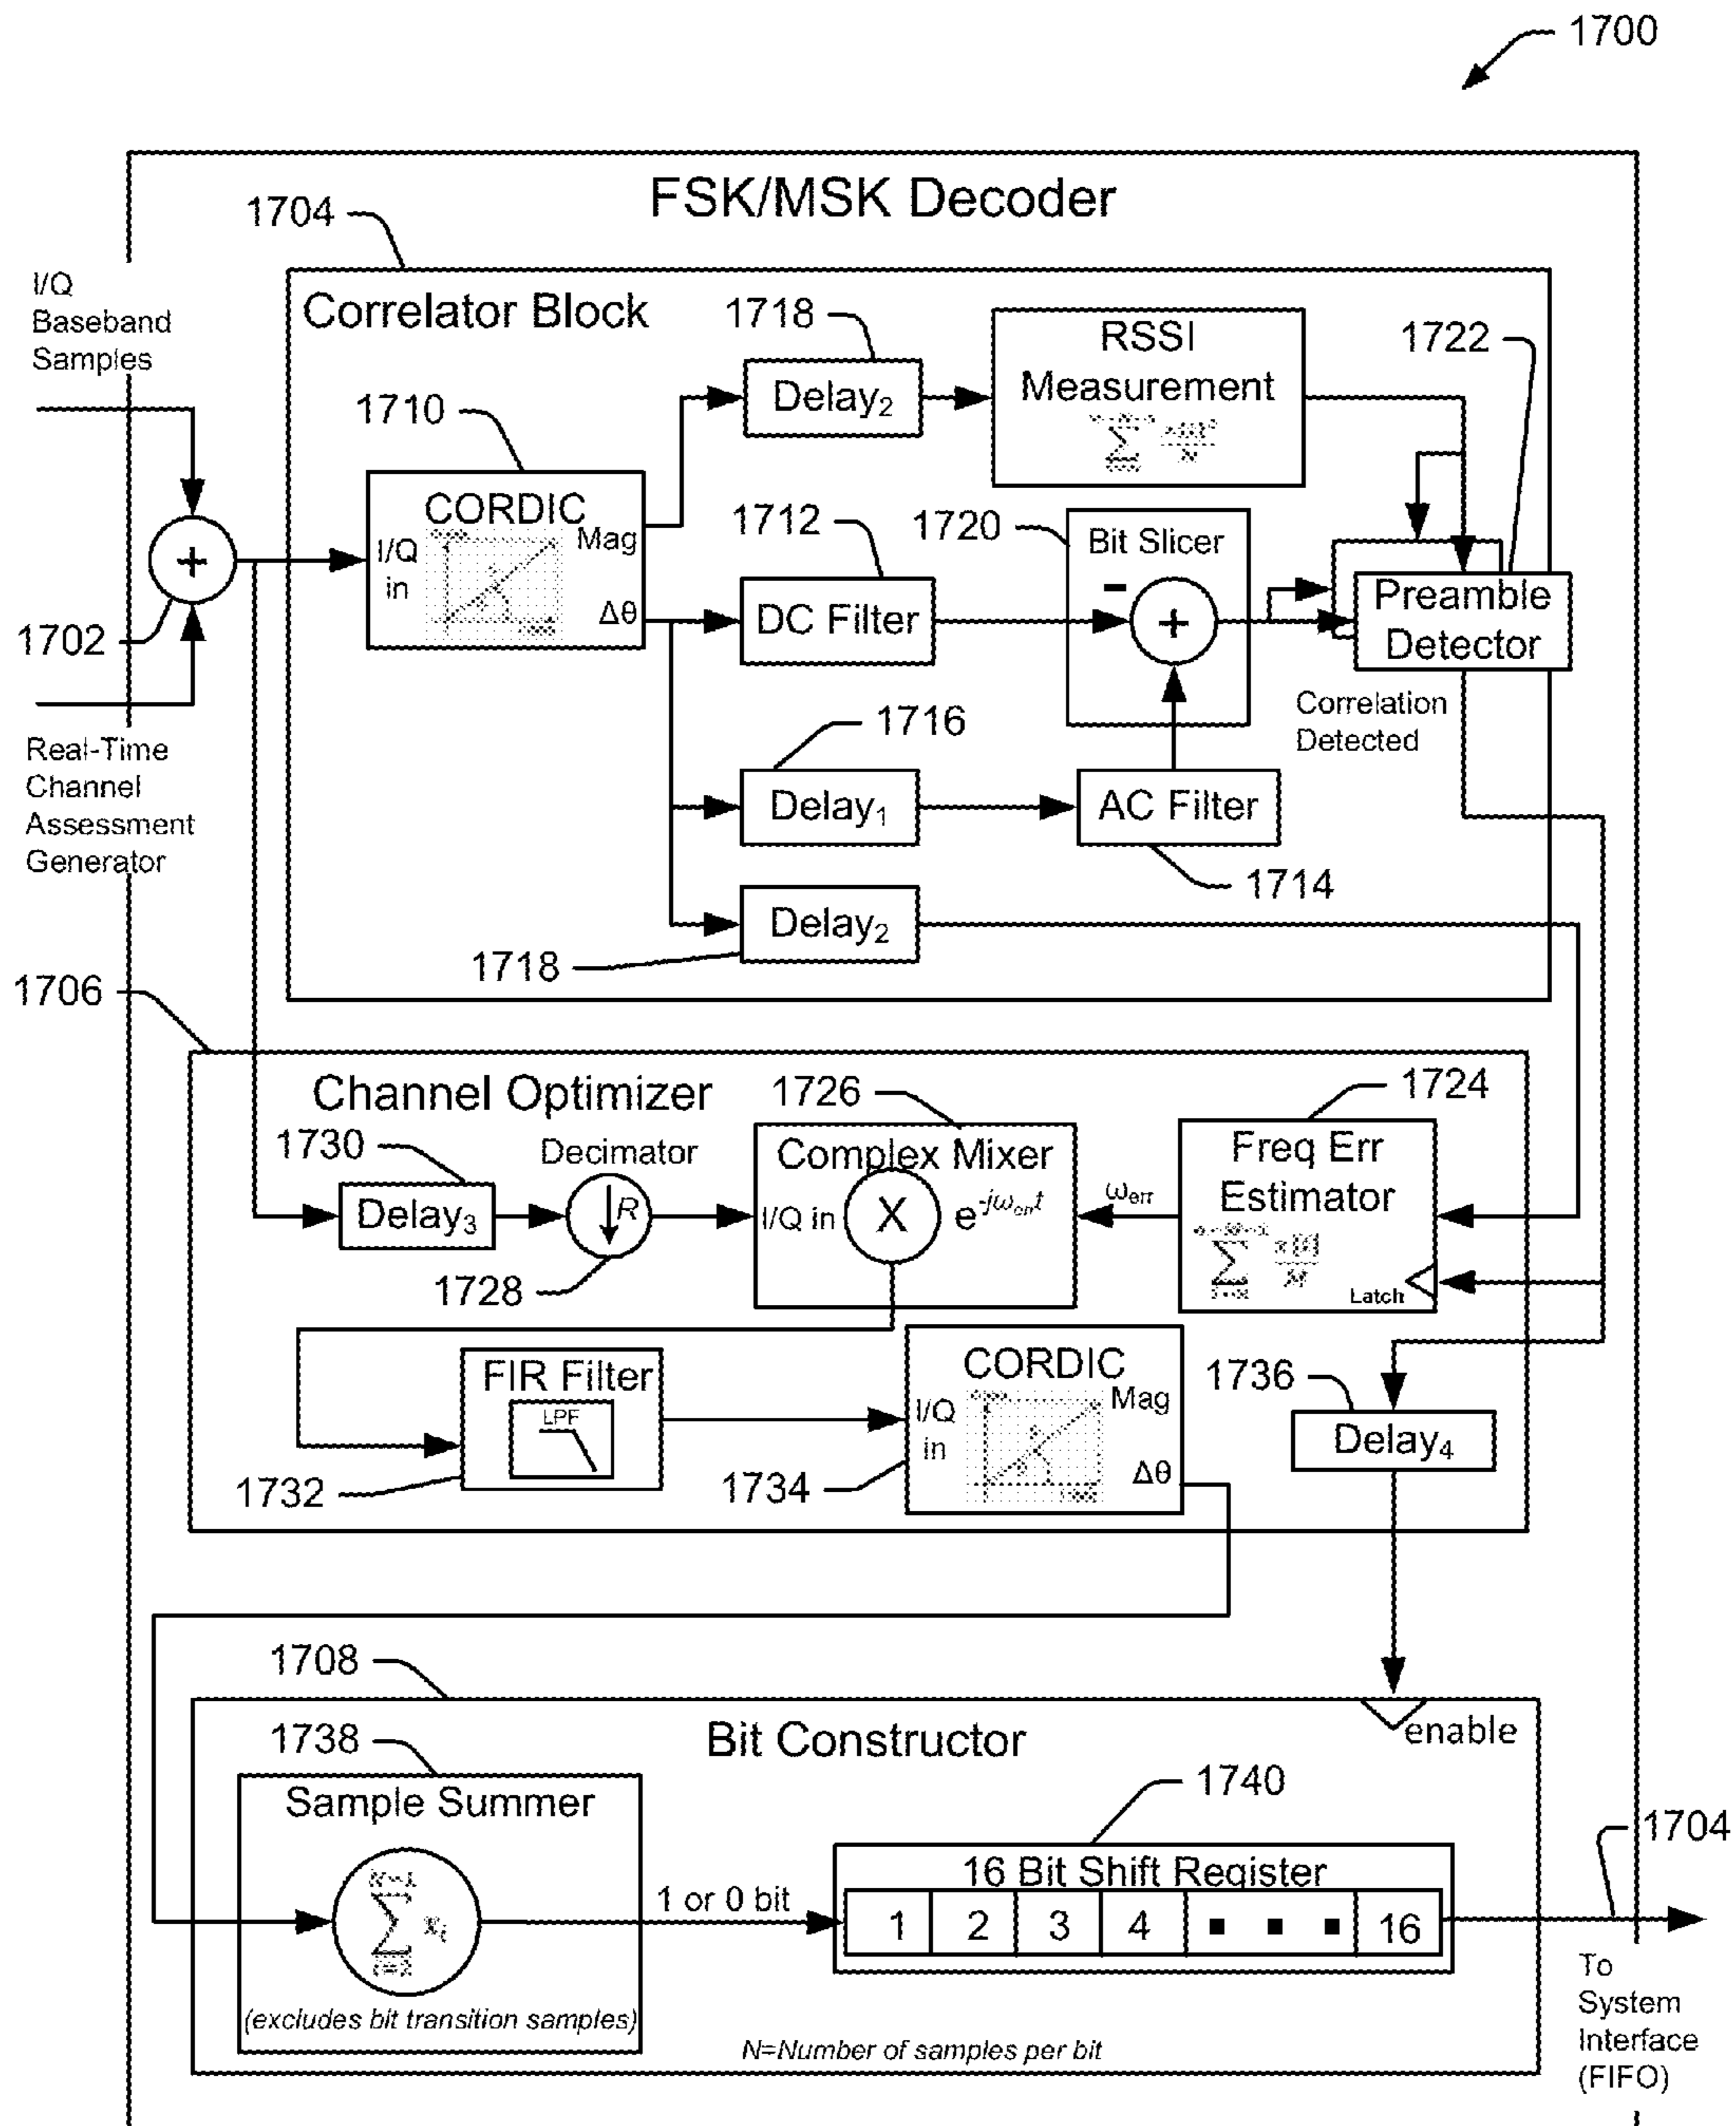 1700
FSK/MSK Decoder
1704
I/Q
Baseband
Samples
Correlator Block
1718
Delay2
RSSI
Measurement
1722
1710
CORDIC
I/Q
in
Mag
Δθ
1712
DC Filter
1720
Bit Slicer
-
+
Preamble
Detector
+
1702
Correlation
Detected
Real-Time
Channel
Assessment
Generator
1716
Delay1
AC Filter
1714
Delay2
1718
1706
Channel Optimizer
1730
Delay3
Decimator
R
1728
1726
Complex Mixer
I/Q in
X
e-jωerrt
ωerr
1724
Freq Err
Estimator
Latch
FIR Filter
LPF
1732
CORDIC
I/Q
in
Mag
Δθ
1734
1736
Delay4
1708
Bit Constructor
enable
1738
Sample Summer
(excludes bit transition samples)
1 or 0 bit
1740
16 Bit Shift Register
1 2 3 4 ▪ ▪ ▪ 16
N=Number of samples per bit
1704
To
System
Interface
(FIFO)